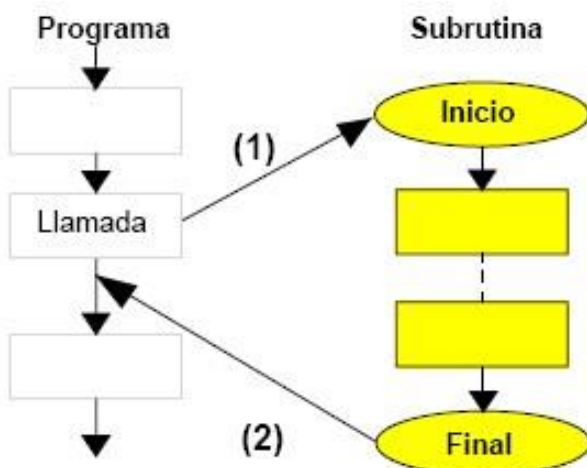 Programa
Subrutina
Inicio
(1)
Llamada
(2)
Final